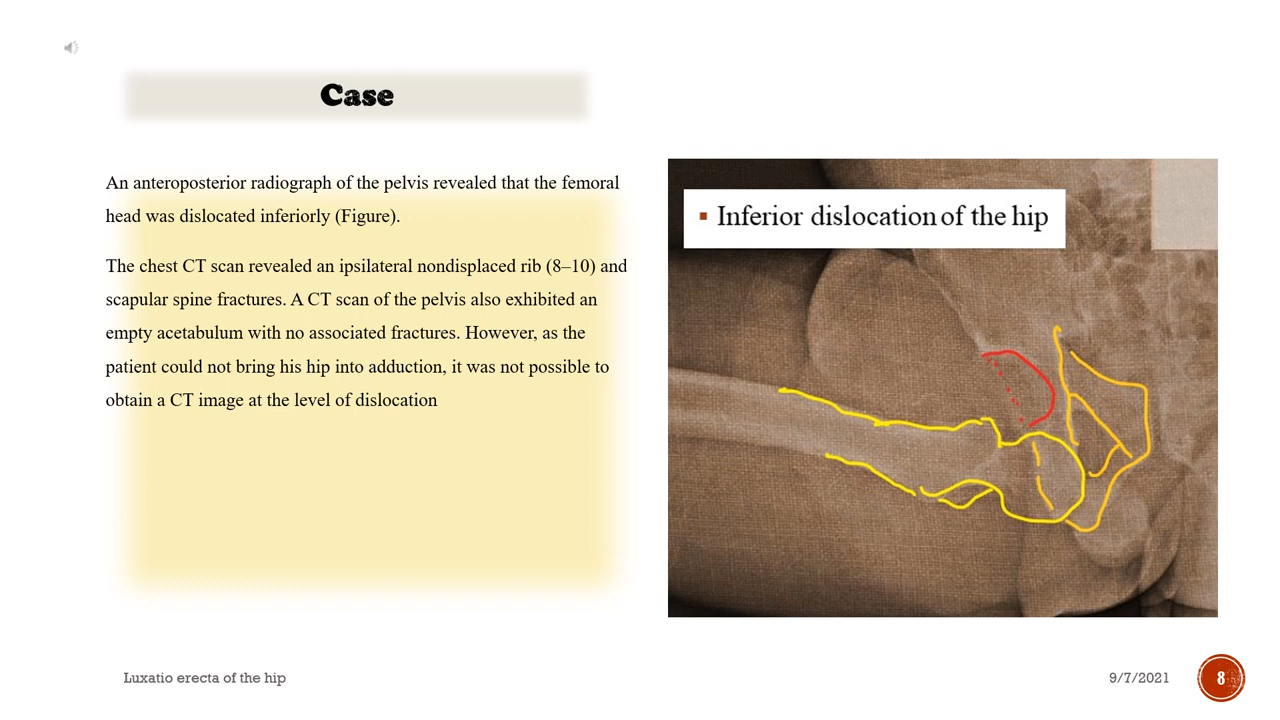 Case
An anteroposterior radiograph of the pelvis revealed that the femoral
head was dislocated inferiorly (Figure).
The chest CT scan revealed an ipsilateral nondisplaced rib (8–10) and
scapular spine fractures. A CT scan of the pelvis also exhibited an
empty acetabulum with no associated fractures. However, as the
patient could not bring his hip into adduction, it was not possible to
obtain a CT image at the level of dislocation
▪ Inferior dislocation of the hip
Luxatio erecta of the hip
9/7/2021
8